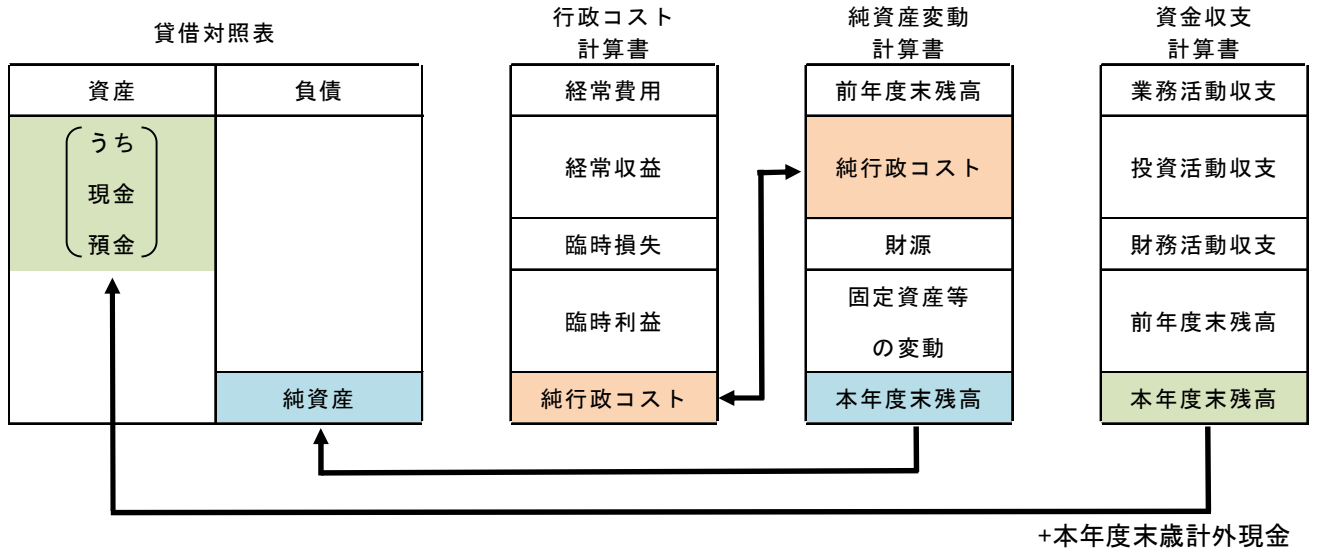 貸借対照表
資産
負債
うち
現金
預金
純資産
行政コスト
計算書
経常費用
経常収益
臨時損失
臨時利益
純行政コスト
純資産変動
計算書
前年度末残高
純行政コスト
財源
固定資産等
の変動
本年度末残高
資金収支
計算書
業務活動収支
投資活動収支
財務活動収支
前年度末残高
本年度末残高
+本年度末歳計外現金